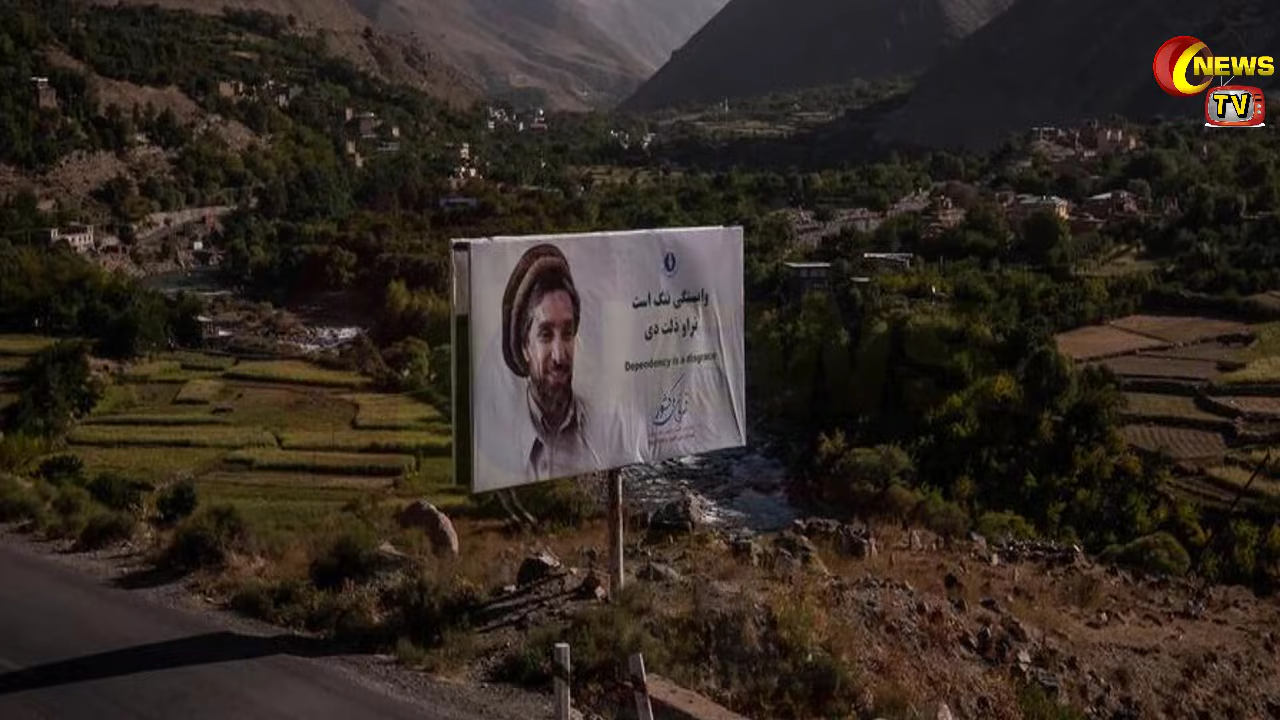 NEWS
TV
وابستگی ننگ است
تړاو ذلت دی
Dependency is a disgrace